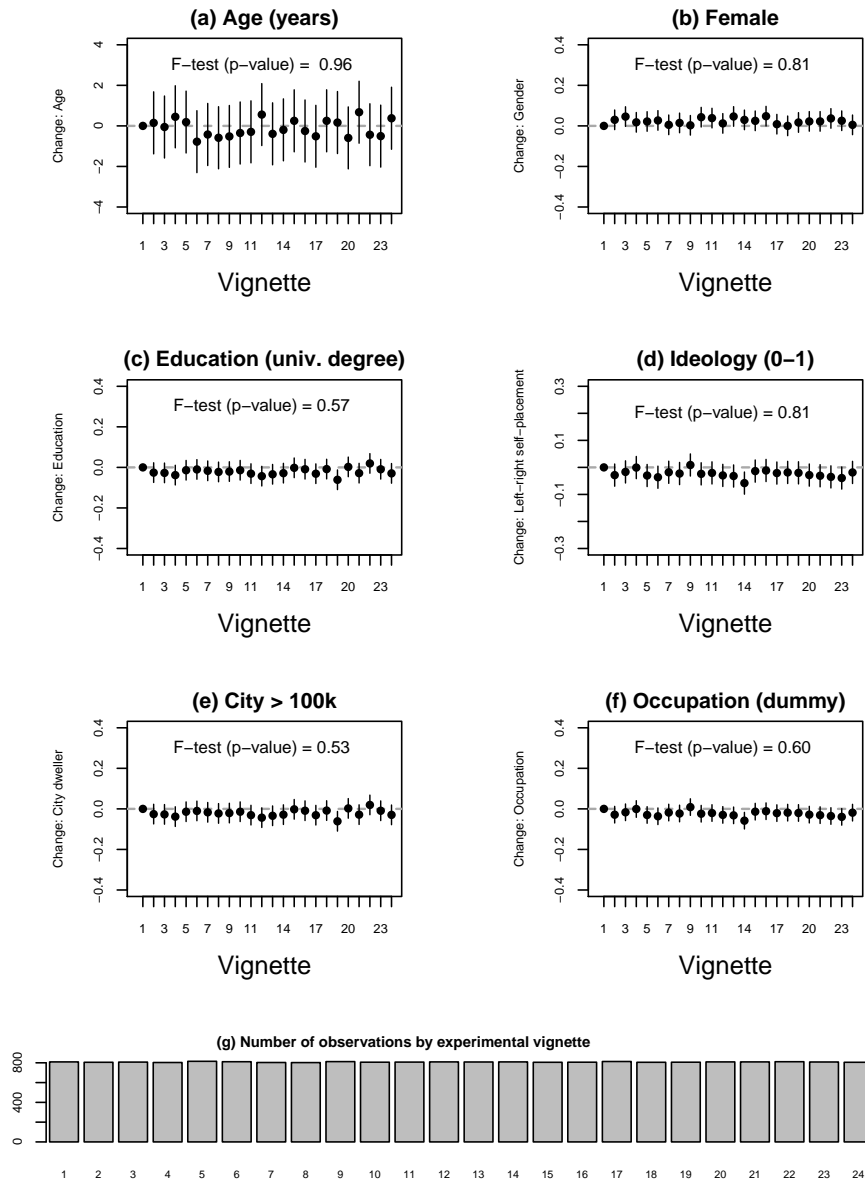 (a) Age (years)
F−test (p−value) =  0.96
Change: Age
4
2
0
−2
−4
1 3 5 7 9 11 14 17 20 23
Vignette
(b) Female
F−test (p−value) = 0.81
Change: Gender
0.4
0.2
0.0
−0.4
1 3 5 7 9 11 14 17 20 23
Vignette
(c) Education (univ. degree)
F−test (p−value) = 0.57
Change: Education
0.4
0.2
0.0
−0.2
−0.4
1 3 5 7 9 11 14 17 20 23
Vignette
(d) Ideology (0−1)
F−test (p−value) = 0.81
Change: Left−right self−placement
0.3
0.1
−0.1
−0.3
1 3 5 7 9 11 14 17 20 23
Vignette
(e) City > 100k
F−test (p−value) = 0.53
Change: City dweller
0.4
0.2
0.0
−0.2
−0.4
1 3 5 7 9 11 14 17 20 23
Vignette
(f) Occupation (dummy)
F−test (p−value) = 0.60
Change: Occupation
0.4
0.2
0.0
−0.2
−0.4
1 3 5 7 9 11 14 17 20 23
Vignette
(g) Number of observations by experimental vignette
800
400
0
1 2 3 4 5 6 7 8 9 10 11 12 13 14 15 16 17 18 19 20 21 22 23 24